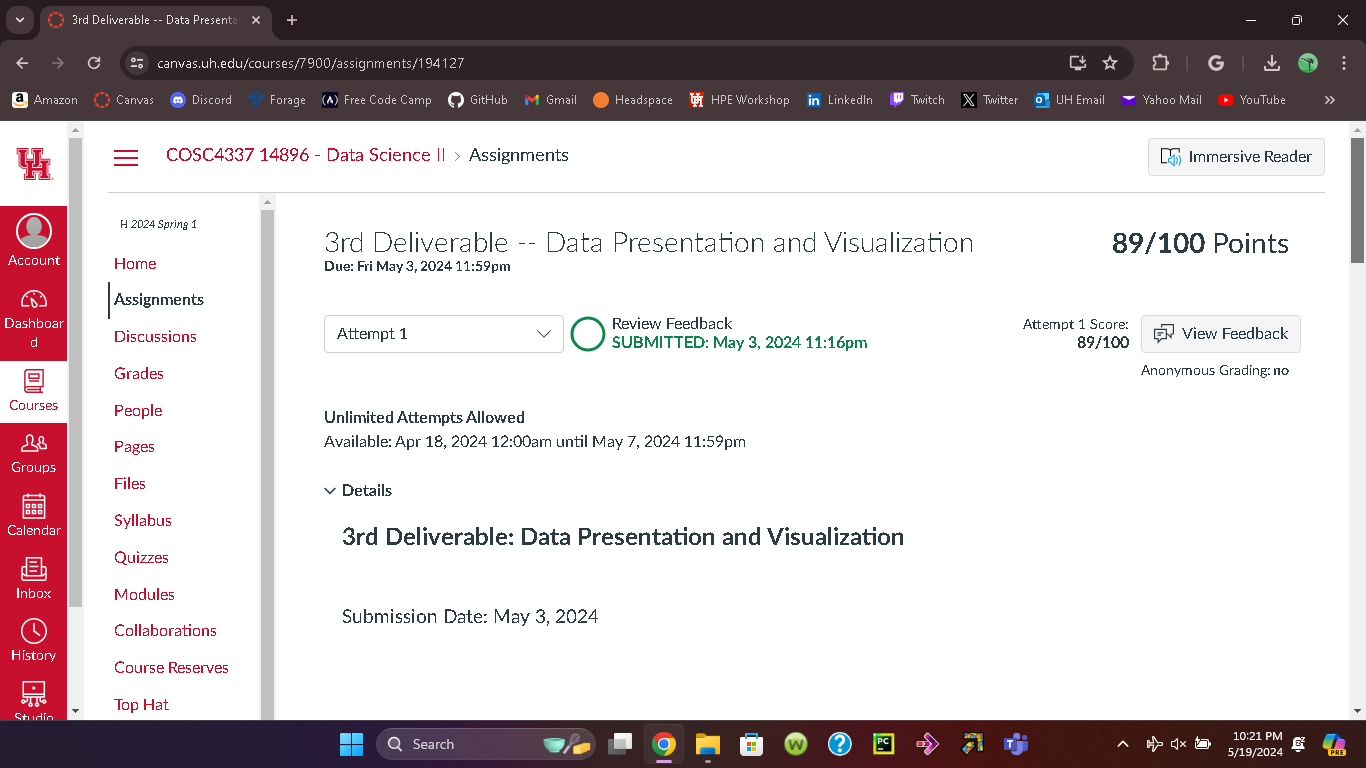 3rd Deliverable -- Data Presenta
canvas.uh.edu/courses/7900/assignments/194127
Amazon Canvas Discord Forage Free Code Camp GitHub Gmail Headspace HPE Workshop LinkedIn Twitch Twitter UH Email Yahoo Mail YouTube
COSC4337 14896 - Data Science II > Assignments
Immersive Reader
Account
Dashboar
d
Courses
Groups
Calendar
Inbox
History
Studio
H 2024 Spring 1
Home
Assignments
Discussions
Grades
People
Pages
Files
Syllabus
Quizzes
Modules
Collaborations
Course Reserves
Top Hat
3rd Deliverable -- Data Presentation and Visualization
Due: Fri May 3, 2024 11:59pm
89/100 Points
Attempt 1
Review Feedback
SUBMITTED: May 3, 2024 11:16pm
Attempt 1 Score:
89/100
View Feedback
Anonymous Grading: no
Unlimited Attempts Allowed
Available: Apr 18, 2024 12:00am until May 7, 2024 11:59pm
Details
3rd Deliverable: Data Presentation and Visualization
Submission Date: May 3, 2024
Search
PC
PRE
10:21 PM
5/19/2024